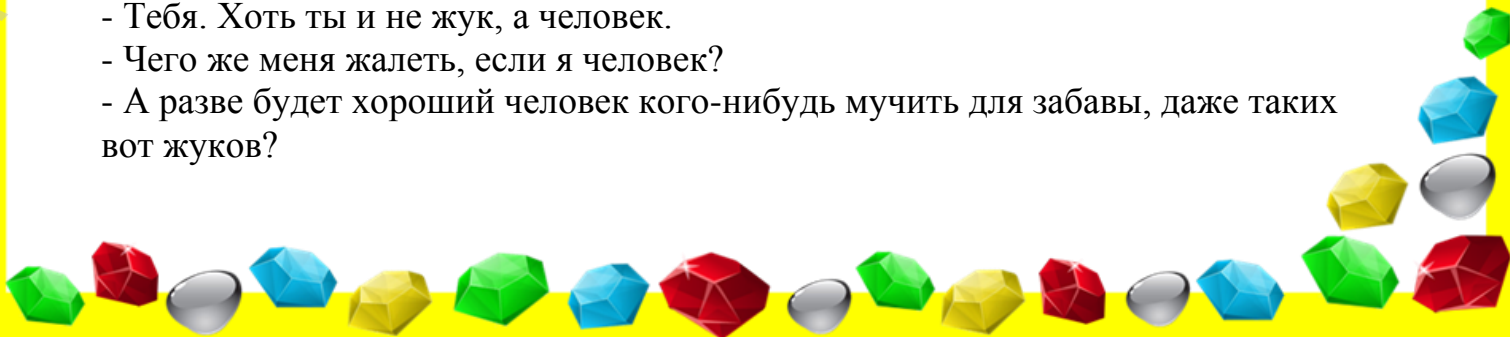 - Тебя. Хоть ты и не жук, а человек.
- Чего же меня жалеть, если я человек?
- А разве будет хороший человек кого-нибудь мучить для забавы, даже таких
вот жуков?